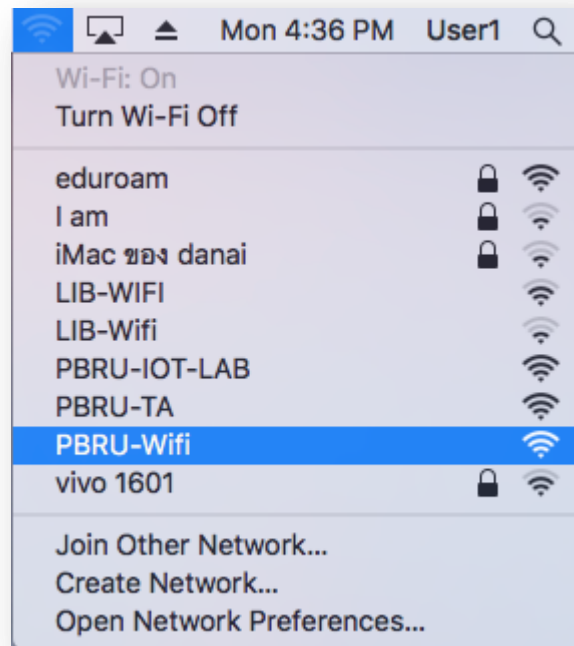 Mon 4:36 PM User1
Wi-Fi: On
Turn Wi-Fi Off
eduroam
I am
iMac ของ danai
LIB-WIFI
LIB-Wifi
PBRU-IOT-LAB
PBRU-TA
PBRU-Wifi
vivo 1601
Join Other Network...
Create Network...
Open Network Preferences...